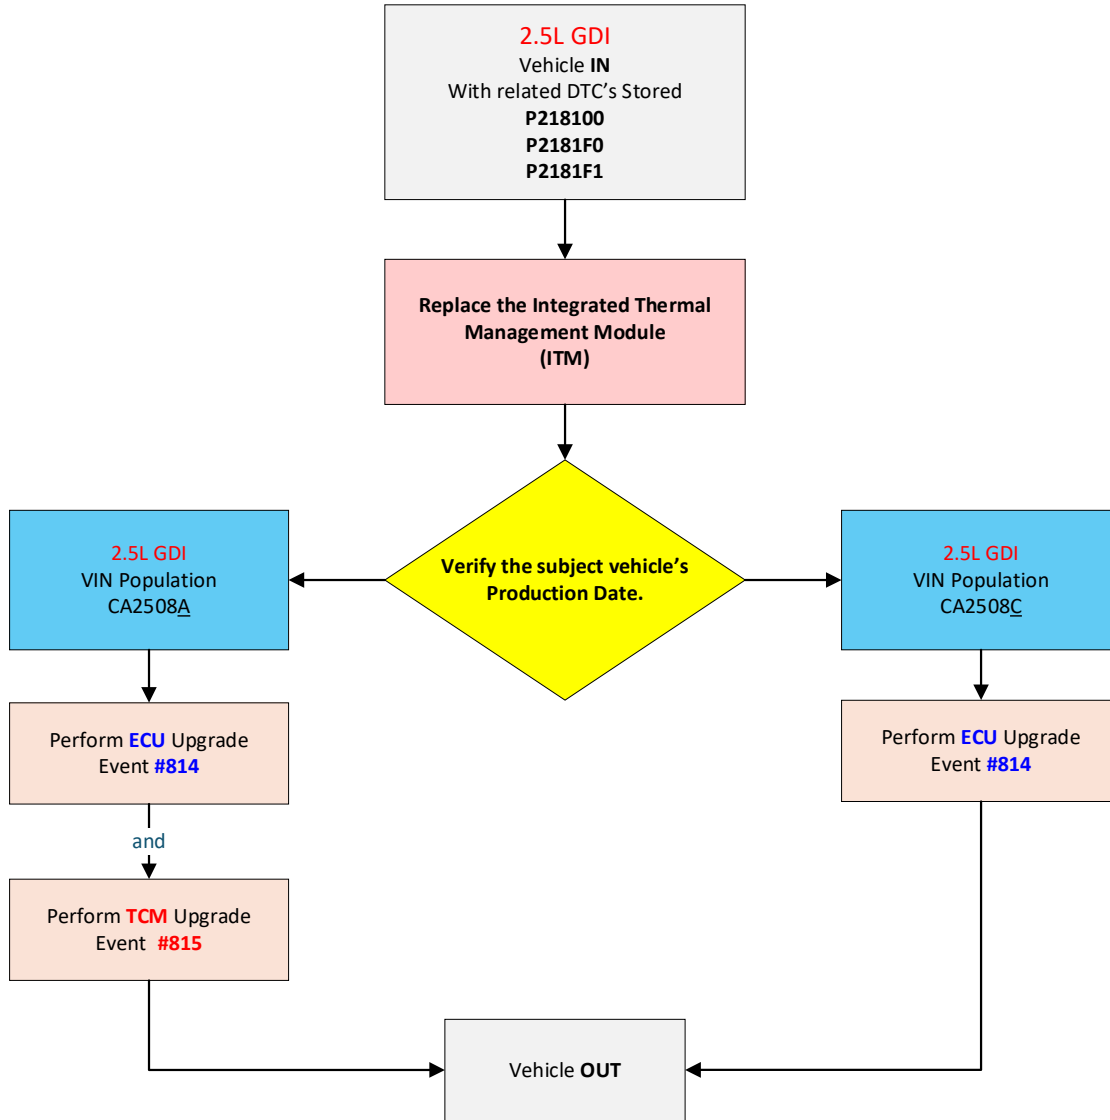 2.5L GDI
Vehicle IN
With related DTC's Stored
P218100
P2181F0
P2181F1
Replace the Integrated Thermal
Management Module
(ITM)
Verify the subject vehicle's
Production Date.
2.5L GDI
VIN Population
CA2508A
Perform ECU Upgrade
Event #814
and
Perform TCM Upgrade
Event #815
2.5L GDI
VIN Population
CA2508C
Perform ECU Upgrade
Event #814
Vehicle OUT